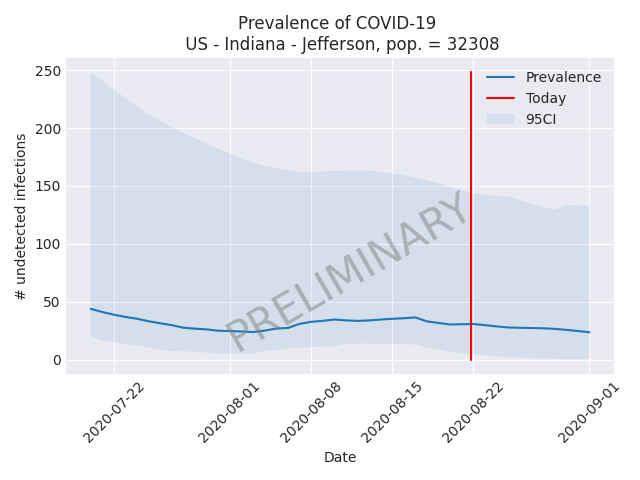 Prevalence of COVID-19
US - Indiana - Jefferson, pop. = 32308
250
200
150
100
50
0
# undetected infections
Prevalence
Today
95CI
PRELIMINARY
2020-07-22
2020-08-01
2020-08-08
2020-08-15
2020-08-22
2020-09-01
Date